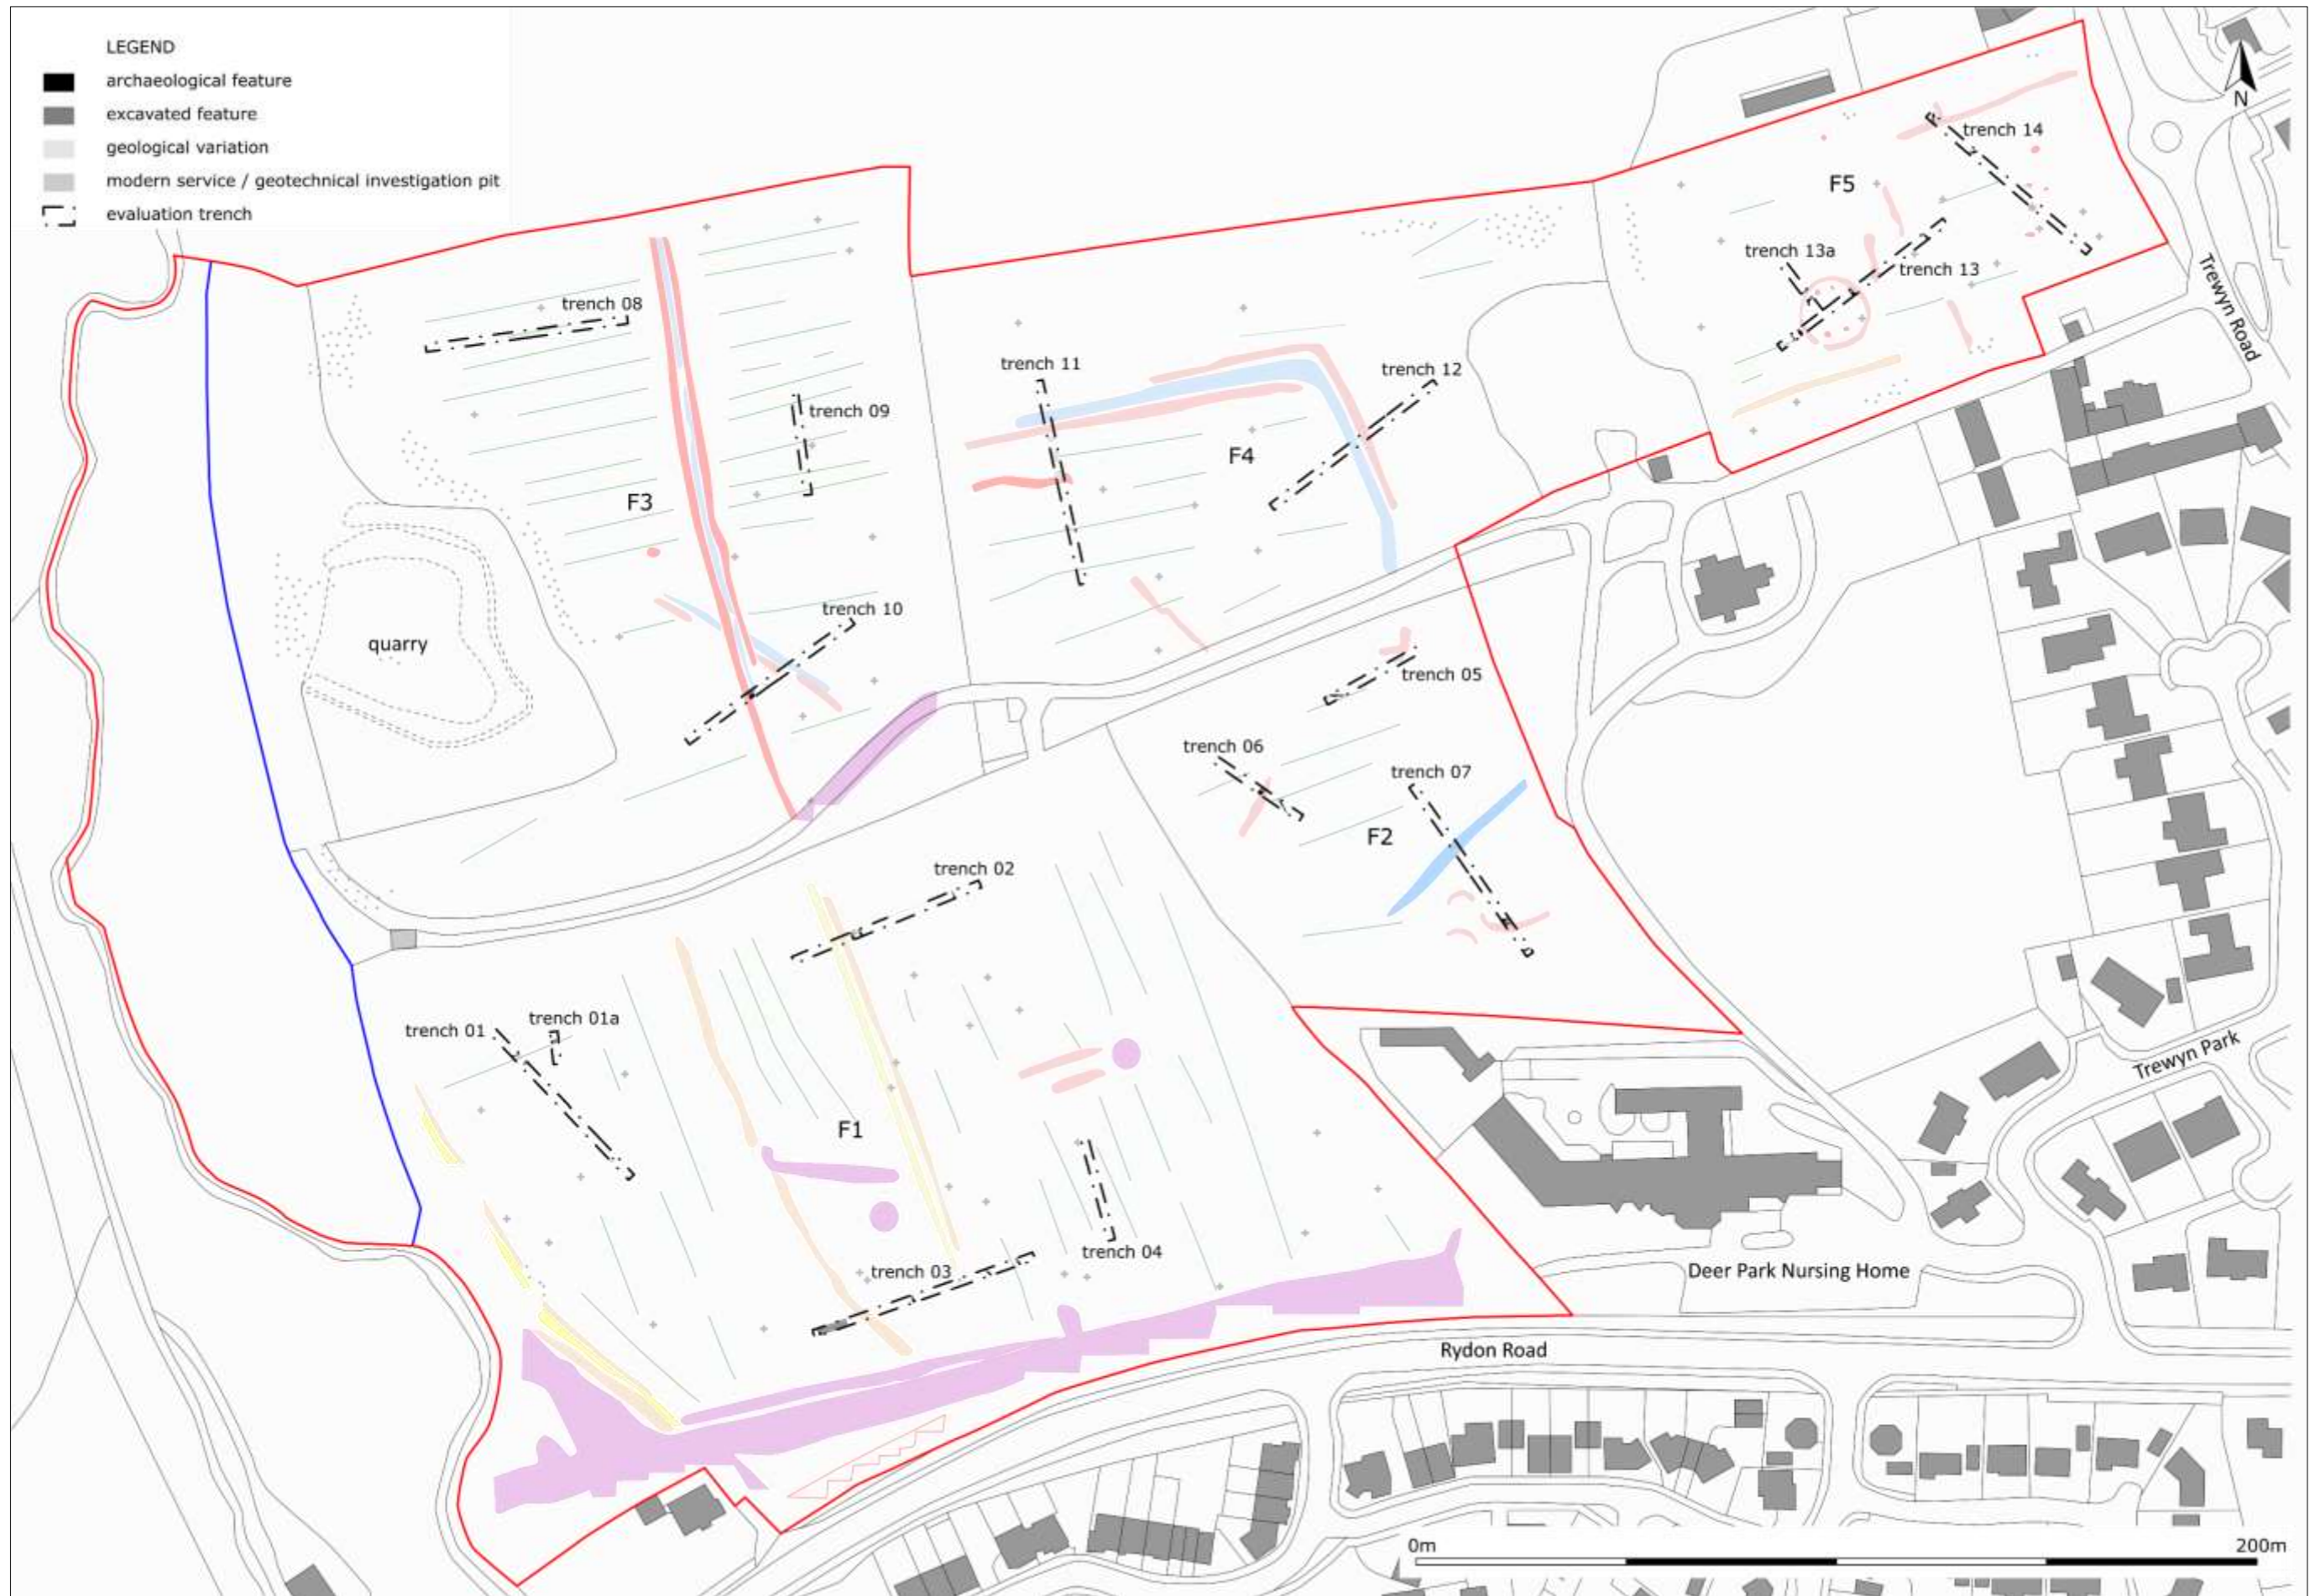 LEGEND
archaeological feature
excavated feature
geological variation
modern service / geotechnical investigation pit
evaluation trench
N
trench 14
F5
trench 13a
trench 13
Trewyn Road
trench 08
trench 11
trench 12
trench 09
F4
F3
trench 10
quarry
trench 05
trench 06
trench 07
F2
trench 02
trench 01
trench 01a
F1
Trewyn Park
trench 04
trench 03
Deer Park Nursing Home
Rydon Road
0m
200m